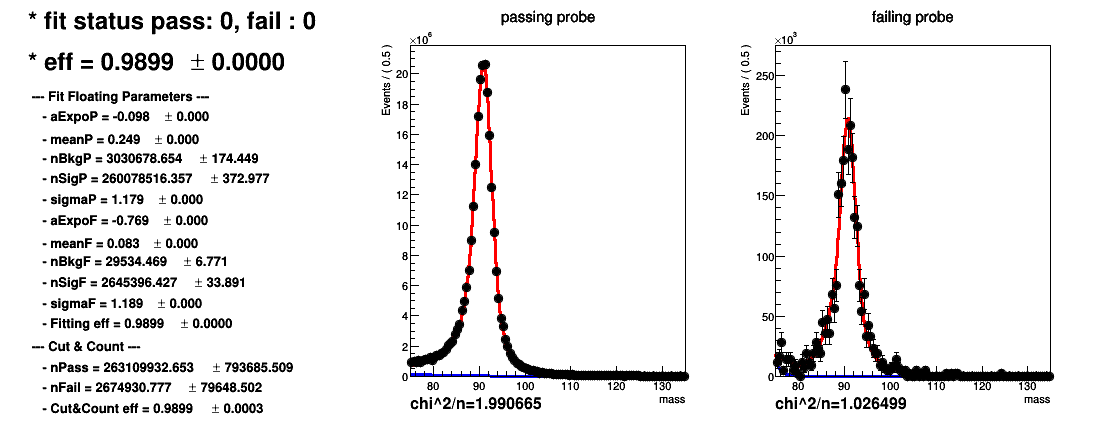 * fit status pass: 0, fail : 0
* eff = 0.9899 ± 0.0000
--- Fit Floating Parameters ---
- aExpoP = -0.098 ± 0.000
- meanP = 0.249 ± 0.000
- nBkgP = 3030678.654 ± 174.449
- nSigP = 260078516.357 ± 372.977
- sigmaP = 1.179 ± 0.000
- aExpoF = -0.769 ± 0.000
- meanF = 0.083 ± 0.000
- nBkgF = 29534.469 ± 6.771
- nSigF = 2645396.427 ± 33.891
- sigmaF = 1.189 ± 0.000
- Fitting eff = 0.9899 ± 0.0000
--- Cut & Count ---
- nPass = 263109932.653 ± 793685.509
- nFail = 2674930.777 ± 79648.502
- Cut&Count eff = 0.9899 ± 0.0003
passing probe
×10⁶
Events / ( 0.5 )
20
18
16
14
12
10
8
6
4
2
0
80 90 100 110 120 130
mass
chi^2/n=1.990665
failing probe
×10³
Events / ( 0.5 )
250
200
150
100
50
0
80 90 100 110 120 130
mass
chi^2/n=1.026499